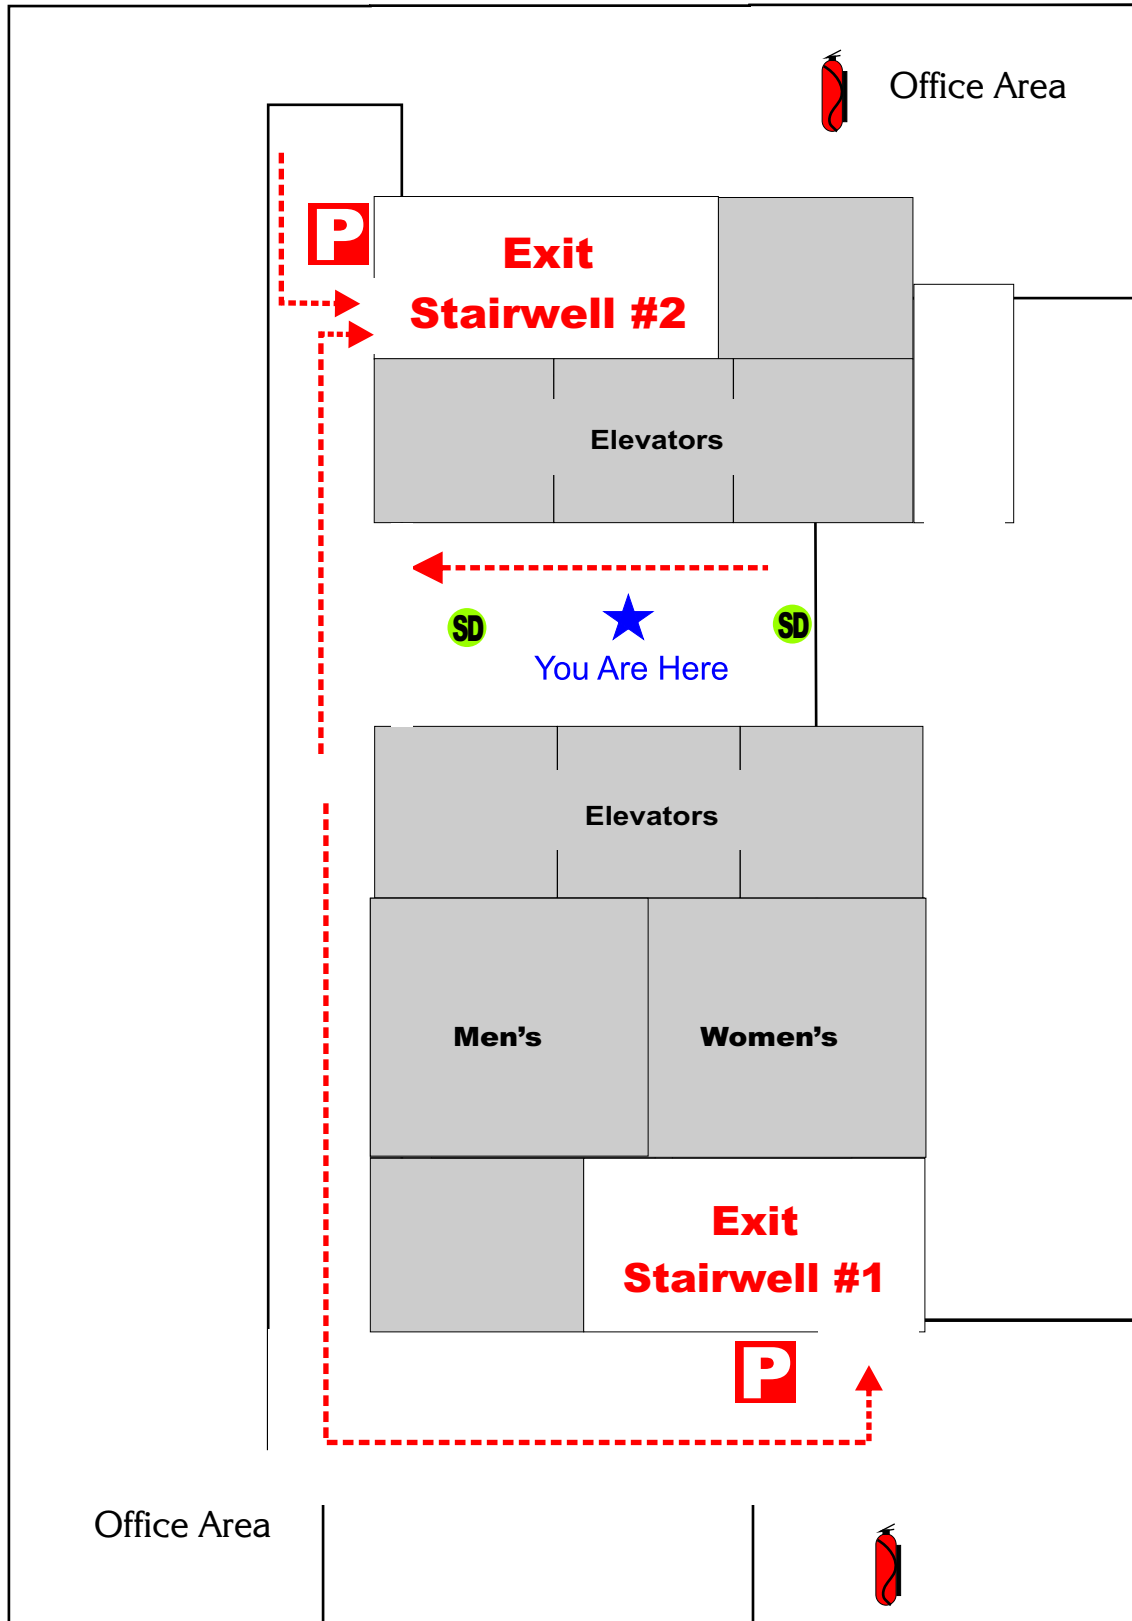 Office Area
P
Exit
Stairwell #2
Elevators
SD
SD
You Are Here
Elevators
Men’s
Women’s
Exit
Stairwell #1
P
Office Area